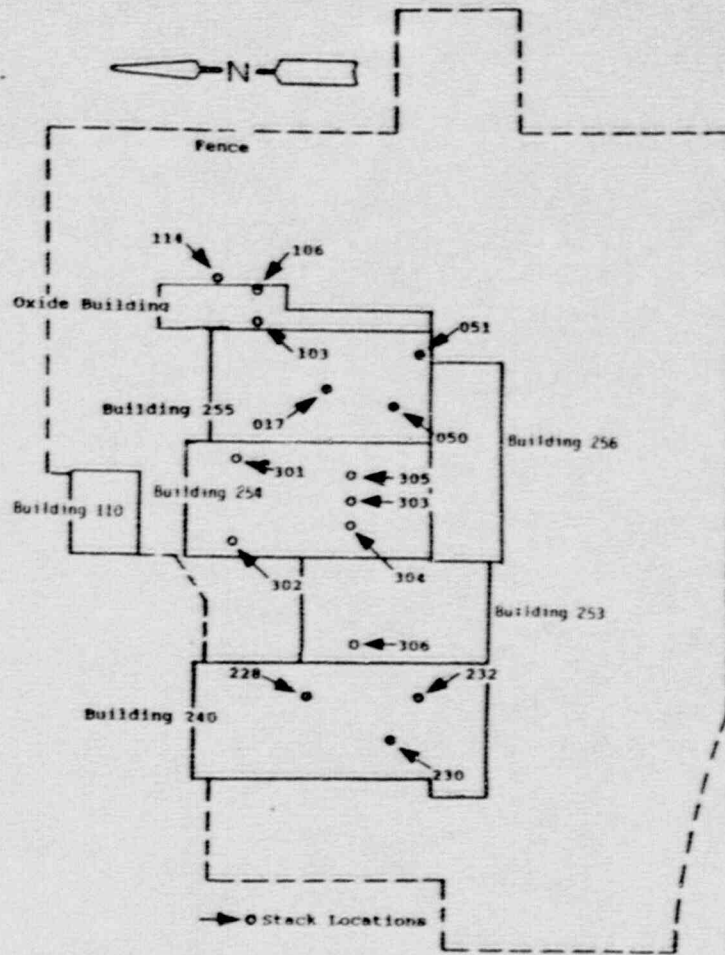 N
Fence
114
106
Oxide Building
103
051
Building 255
017
050
Building 256
301
305
Building 254
303
Building 110
302
304
Building 253
306
228
232
Building 240
230
Stack Locations